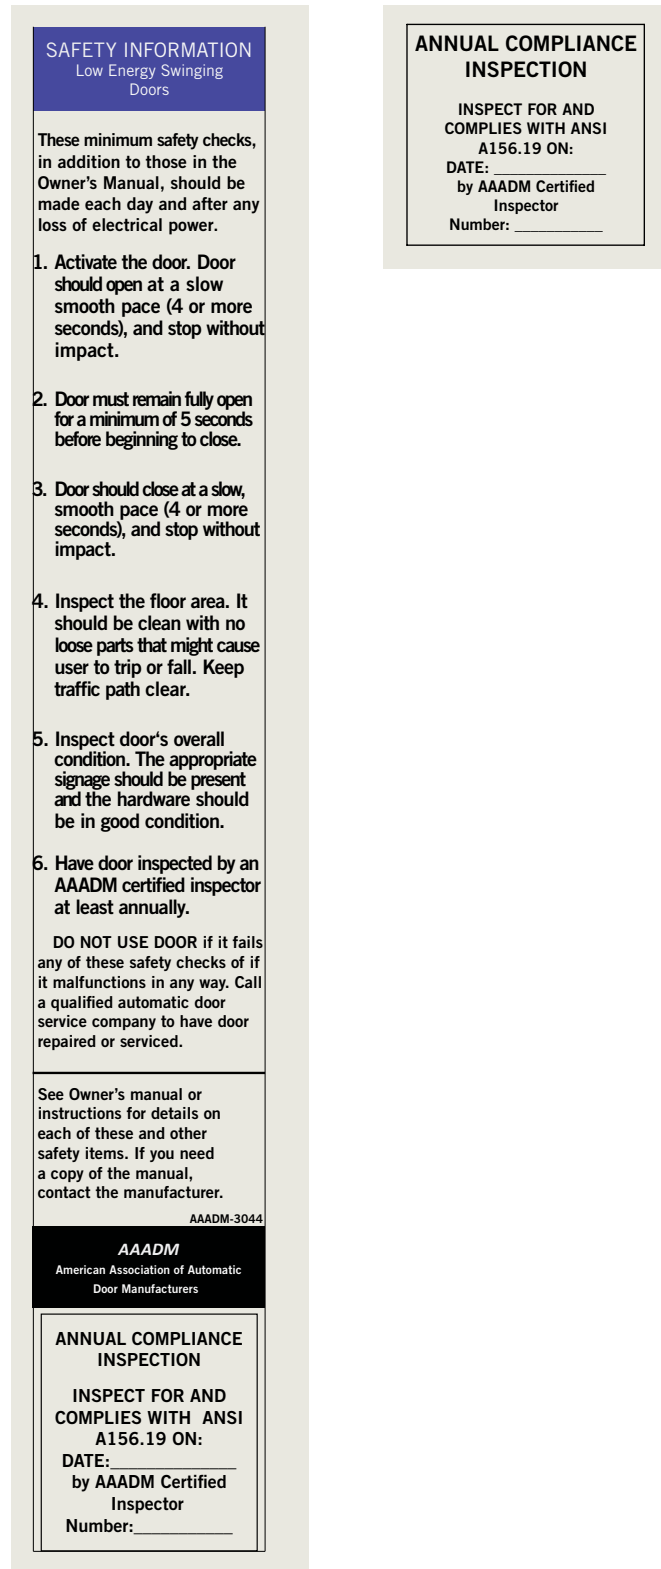 SAFETY INFORMATION
Low Energy Swinging
Doors
These minimum safety checks,
in addition to those in the
Owner's Manual, should be
made each day and after any
loss of electrical power.
1. Activate the door. Door
should open at a slow
smooth pace (4 or more
seconds), and stop without
impact.
2. Door must remain fully open
for a minimum of 5 seconds
before beginning to close.
3. Door should close at a slow,
smooth pace (4 or more
seconds), and stop without
impact.
4. Inspect the floor area. It
should be clean with no
loose parts that might cause
user to trip or fall. Keep
traffic path clear.
5. Inspect door‘s overall
condition. The appropriate
signage should be present
and the hardware should
be in good condition.
6. Have door inspected by an
AAADM certified inspector
at least annually.
DO NOT USE DOOR if it fails
any of these safety checks of if
it malfunctions in any way. Call
a qualified automatic door
service company to have door
repaired or serviced.
See Owner's manual or
instructions for details on
each of these and other
safety items. If you need
a copy of the manual,
contact the manufacturer.
AAADM-3044
AAADM
American Association of Automatic
Door Manufacturers
ANNUAL COMPLIANCE
INSPECTION
INSPECT FOR AND
COMPLIES WITH ANSI
A156.19 ON:
DATE:______________
by AAADM Certified
Inspector
Number:___________
ANNUAL COMPLIANCE
INSPECTION
INSPECT FOR AND
COMPLIES WITH ANSI
A156.19 ON:
DATE: ______________
by AAADM Certified
Inspector
Number: ___________